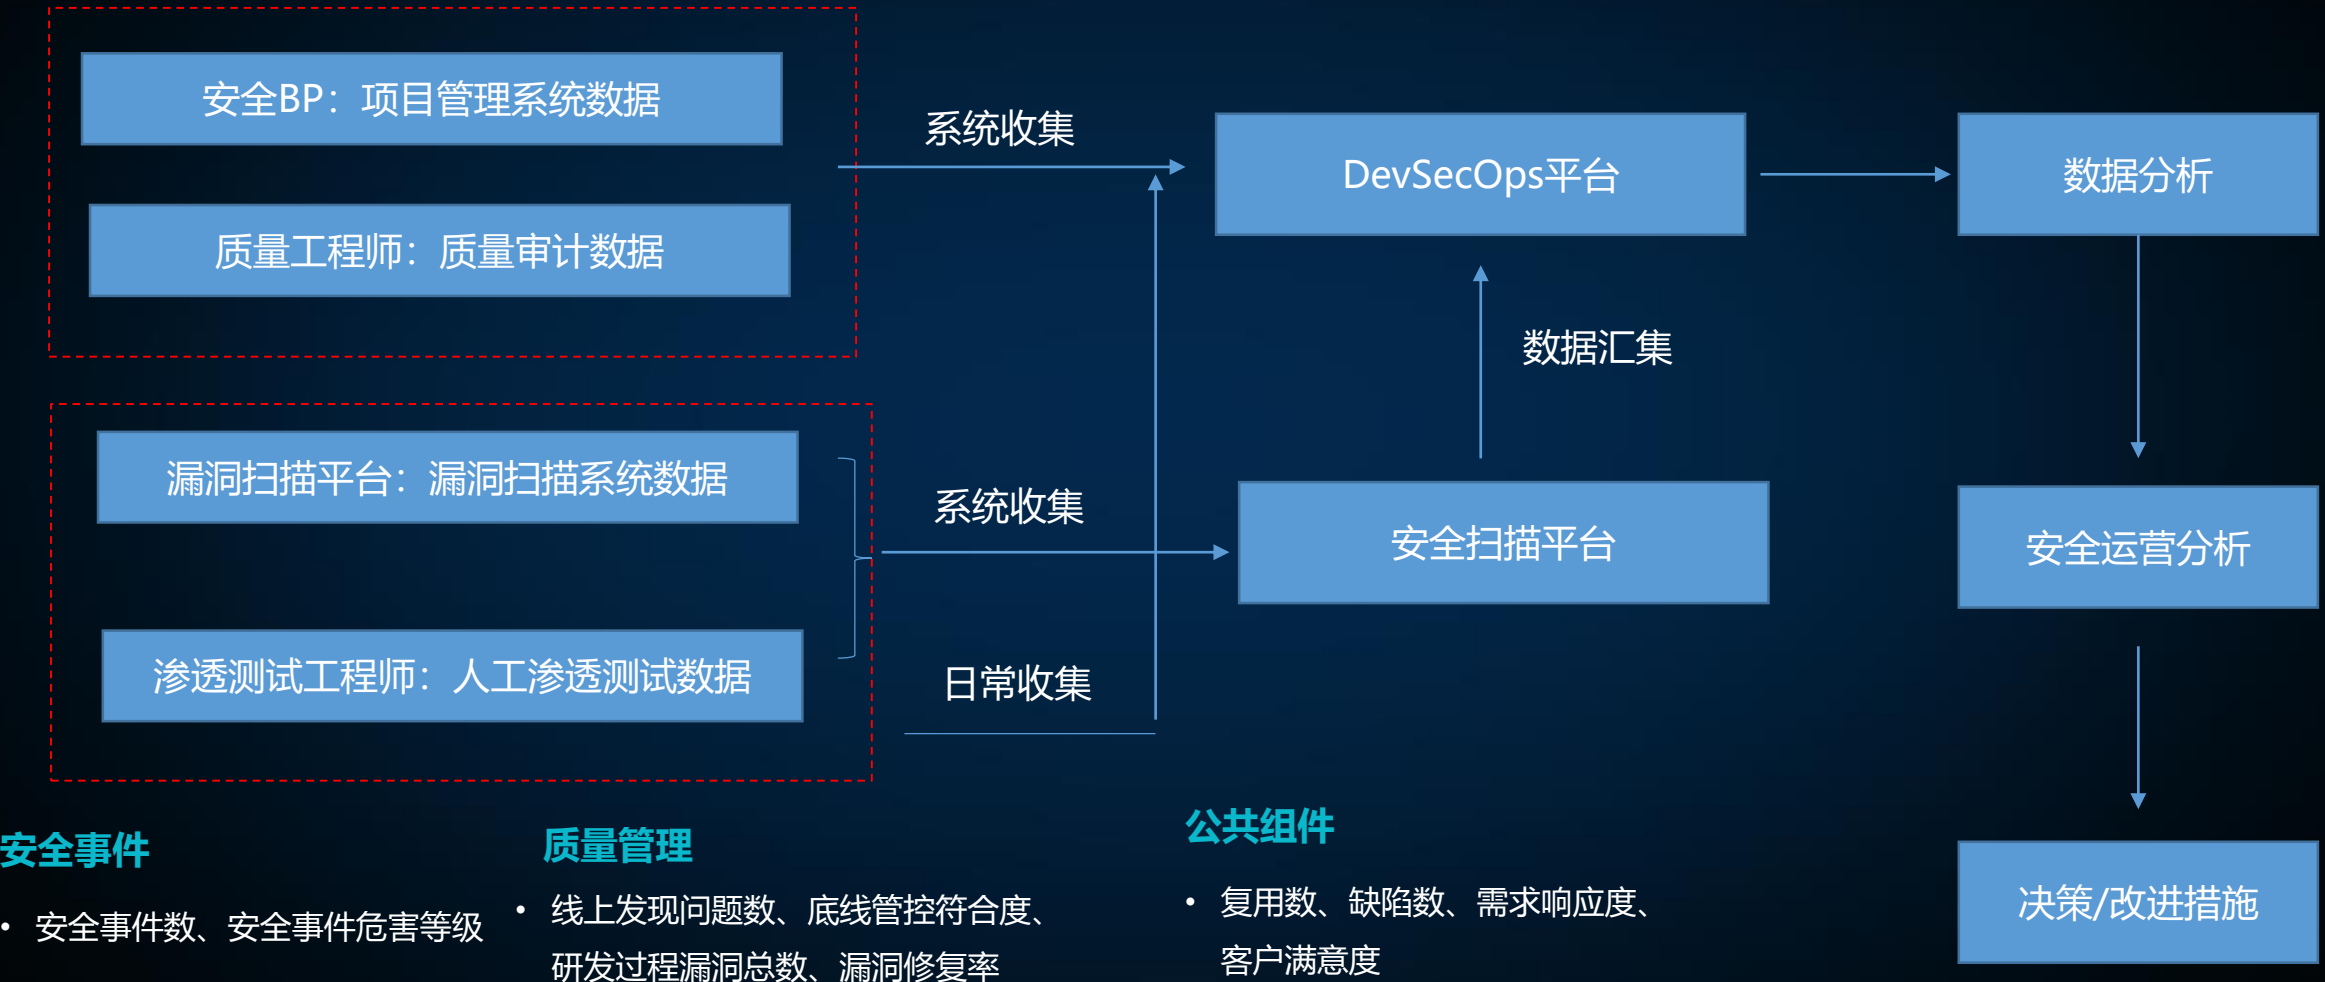 安全BP：项目管理系统数据
质量工程师：质量审计数据
系统收集
DevSecOps平台
数据分析
数据汇集
漏洞扫描平台：漏洞扫描系统数据
渗透测试工程师：人工渗透测试数据
系统收集
安全扫描平台
安全运营分析
日常收集
决策/改进措施
安全事件
• 安全事件数、安全事件危害等级
质量管理
• 线上发现问题数、底线管控符合度、
研发过程漏洞总数、漏洞修复率
公共组件
• 复用数、缺陷数、需求响应度、
客户满意度